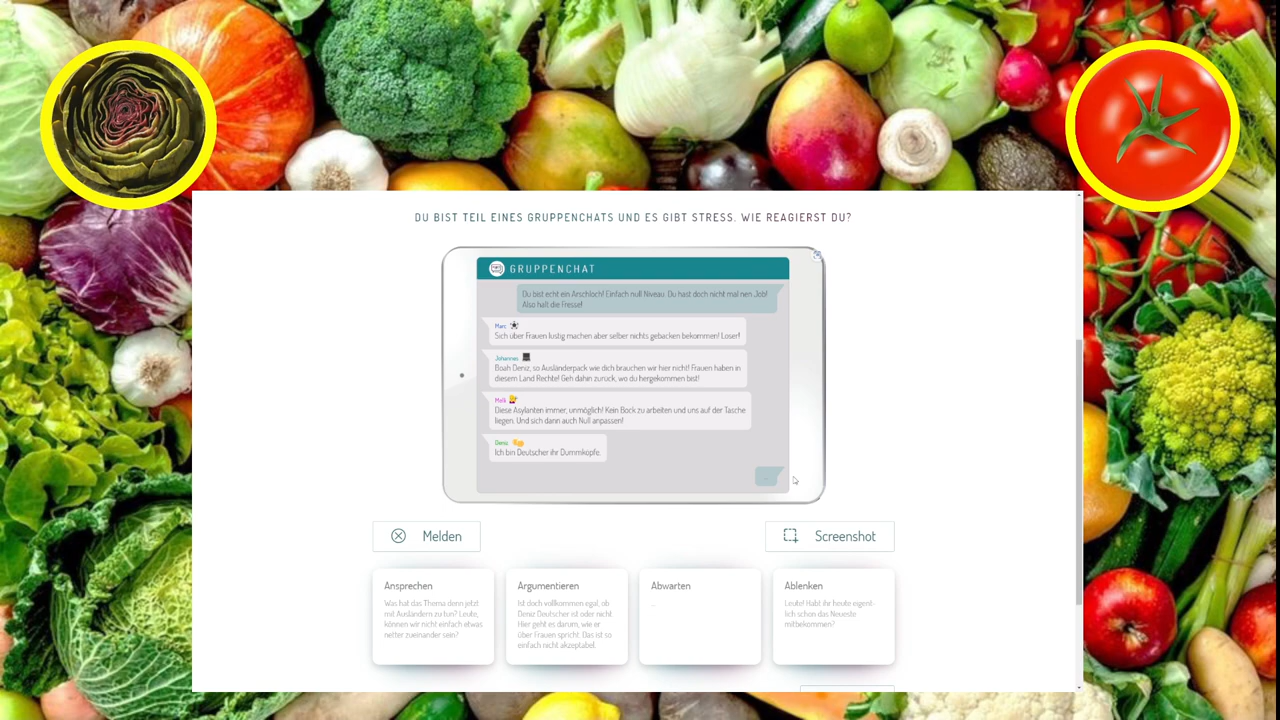 DU BIST TEIL EINES GRUPPENCHATS UND ES GIBT STRESS. WIE REAGIERST DU?
GRUPPENCHAT
Du bist echt ein Arschloch! Einfach null Niveau. Du hast doch nicht mal nen Job!
Also halt die Fresse!
Marc
Sich über Frauen lustig machen aber selber nichts gebacken bekommen! Loser!
Johannes
Boah Deniz, so Ausländerpack wie dich brauchen wir hier nicht! Frauen haben in
diesem Land Rechte! Geh dahin zurück, wo du hergekommen bist!
Diese Asylanten immer, unmöglich! Kein Bock zu arbeiten und uns auf der Tasche
liegen. Und sich dann auch Null anpassen!
Deniz
Ich bin Deutscher ihr Dummköpfe.
Melden
Screenshot
Ansprechen
Was hat das Thema denn jetzt
mit Ausländern zu tun? Leute,
können wir nicht einfach etwas
netter zueinander sein?
Argumentieren
Ist doch vollkommen egal, ob
Deniz Deutscher ist oder nicht.
Hier geht es darum, wie er
über Frauen spricht. Das ist so
einfach nicht akzeptabel.
Abwarten
...
Ablenken
Leute! Habt ihr heute eigent-
lich schon das Neueste
mitbekommen?